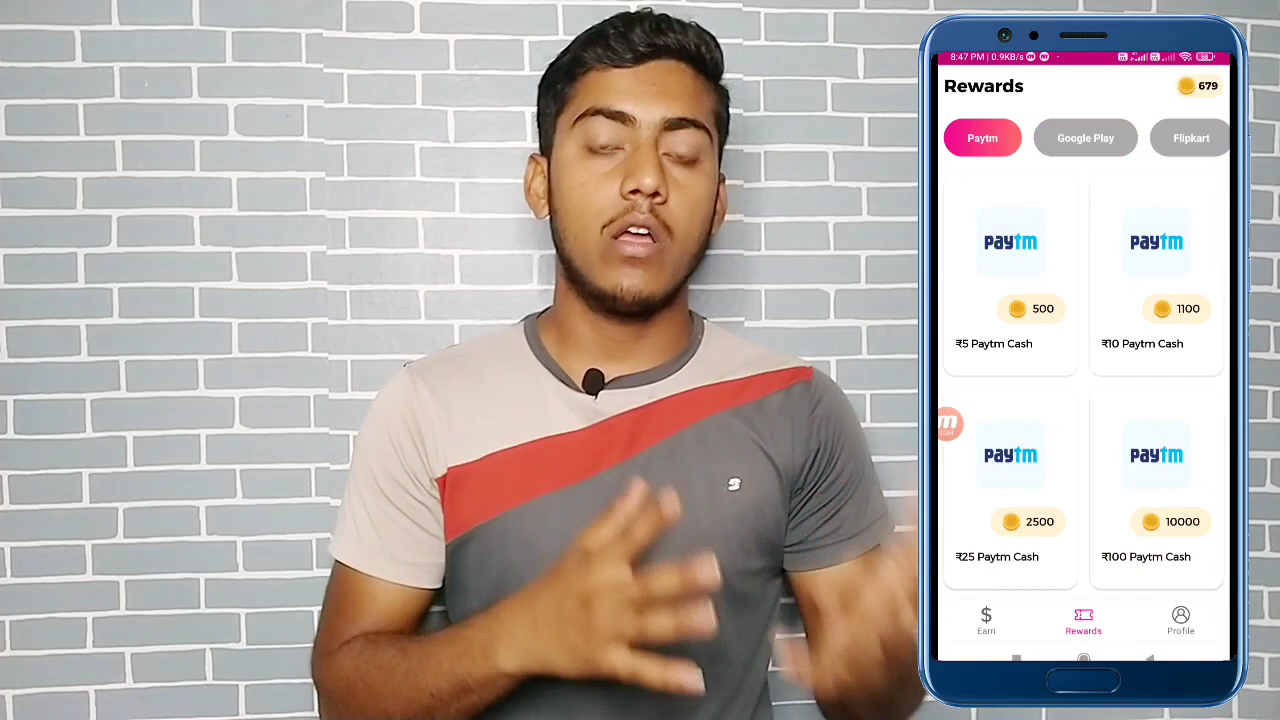 8:47 PM | 0.9KB/s
Rewards
679
Paytm
Google Play
Flipkart
paytm
paytm
500
1100
₹5 Paytm Cash
₹10 Paytm Cash
paytm
paytm
2500
10000
₹25 Paytm Cash
₹100 Paytm Cash
Earn
Rewards
Profile